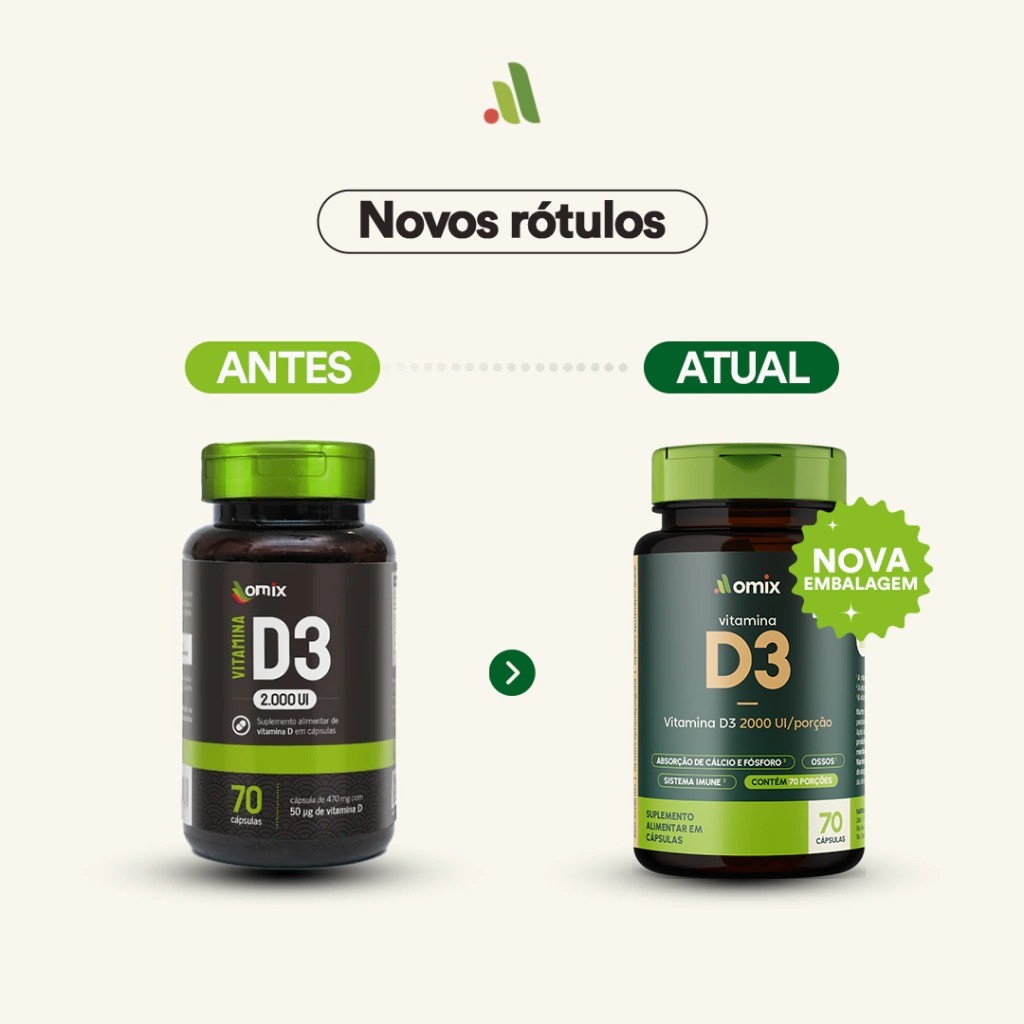 Novos rótulos
ANTES
ATUAL
omix
VITAMINA
D3
2.000 UI
Suplemento alimentar de
vitamina D em cápsulas
70
cápsulas
cápsula de 470 mg com
50 µg de vitamina D
omix
vitamina
D3
Vitamina D3 2000 UI/porção
ABSORÇÃO DE CÁLCIO E FÓSFORO
OSSOS
SISTEMA IMUNE
CONTÉM 70 PORÇÕES
SUPLEMENTO
ALIMENTAR EM
CÁPSULAS
70
CÁPSULAS
NOVA
EMBALAGEM